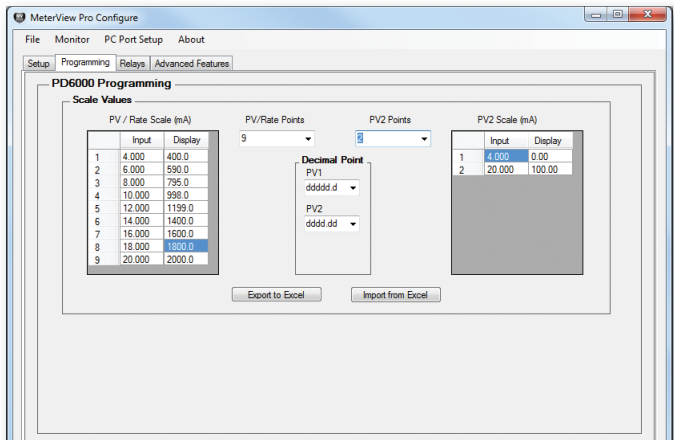 MeterView Pro Configure
File Monitor PC Port Setup About
Setup Programming Relays Advanced Features
PD6000 Programming
Scale Values
PV / Rate Scale (mA) PV/Rate Points PV2 Points PV2 Scale (mA)
9 2
Input Display
1 4.000 400.0
2 6.000 590.0
3 8.000 795.0
4 10.000 998.0
5 12.000 1199.0
6 14.000 1400.0
7 16.000 1600.0
8 18.000 1800.0
9 20.000 2000.0
Decimal Point
PV1
ddddd.d
PV2
dddd.dd
Input Display
1 4.000 0.00
2 20.000 100.00
Export to Excel Import from Excel